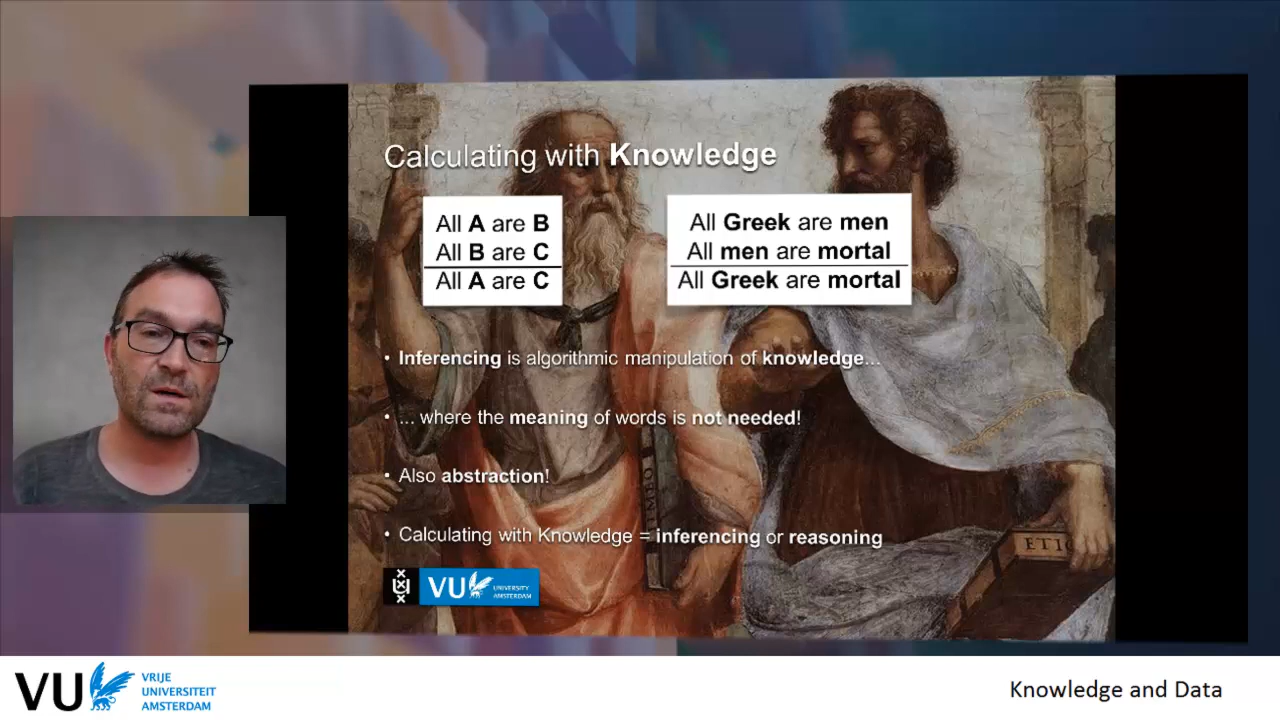 Calculating with Knowledge
All A are B
All B are C
All A are C
All Greek are men
All men are mortal
All Greek are mortal
• Inferencing is algorithmic manipulation of knowledge...
• ... where the meaning of words is not needed!
• Also abstraction!
• Calculating with Knowledge = inferencing or reasoning
TIMEO
ETIC
U
VU UNIVERSITY
AMSTERDAM
VU VRIJE
UNIVERSITEIT
AMSTERDAM
Knowledge and Data